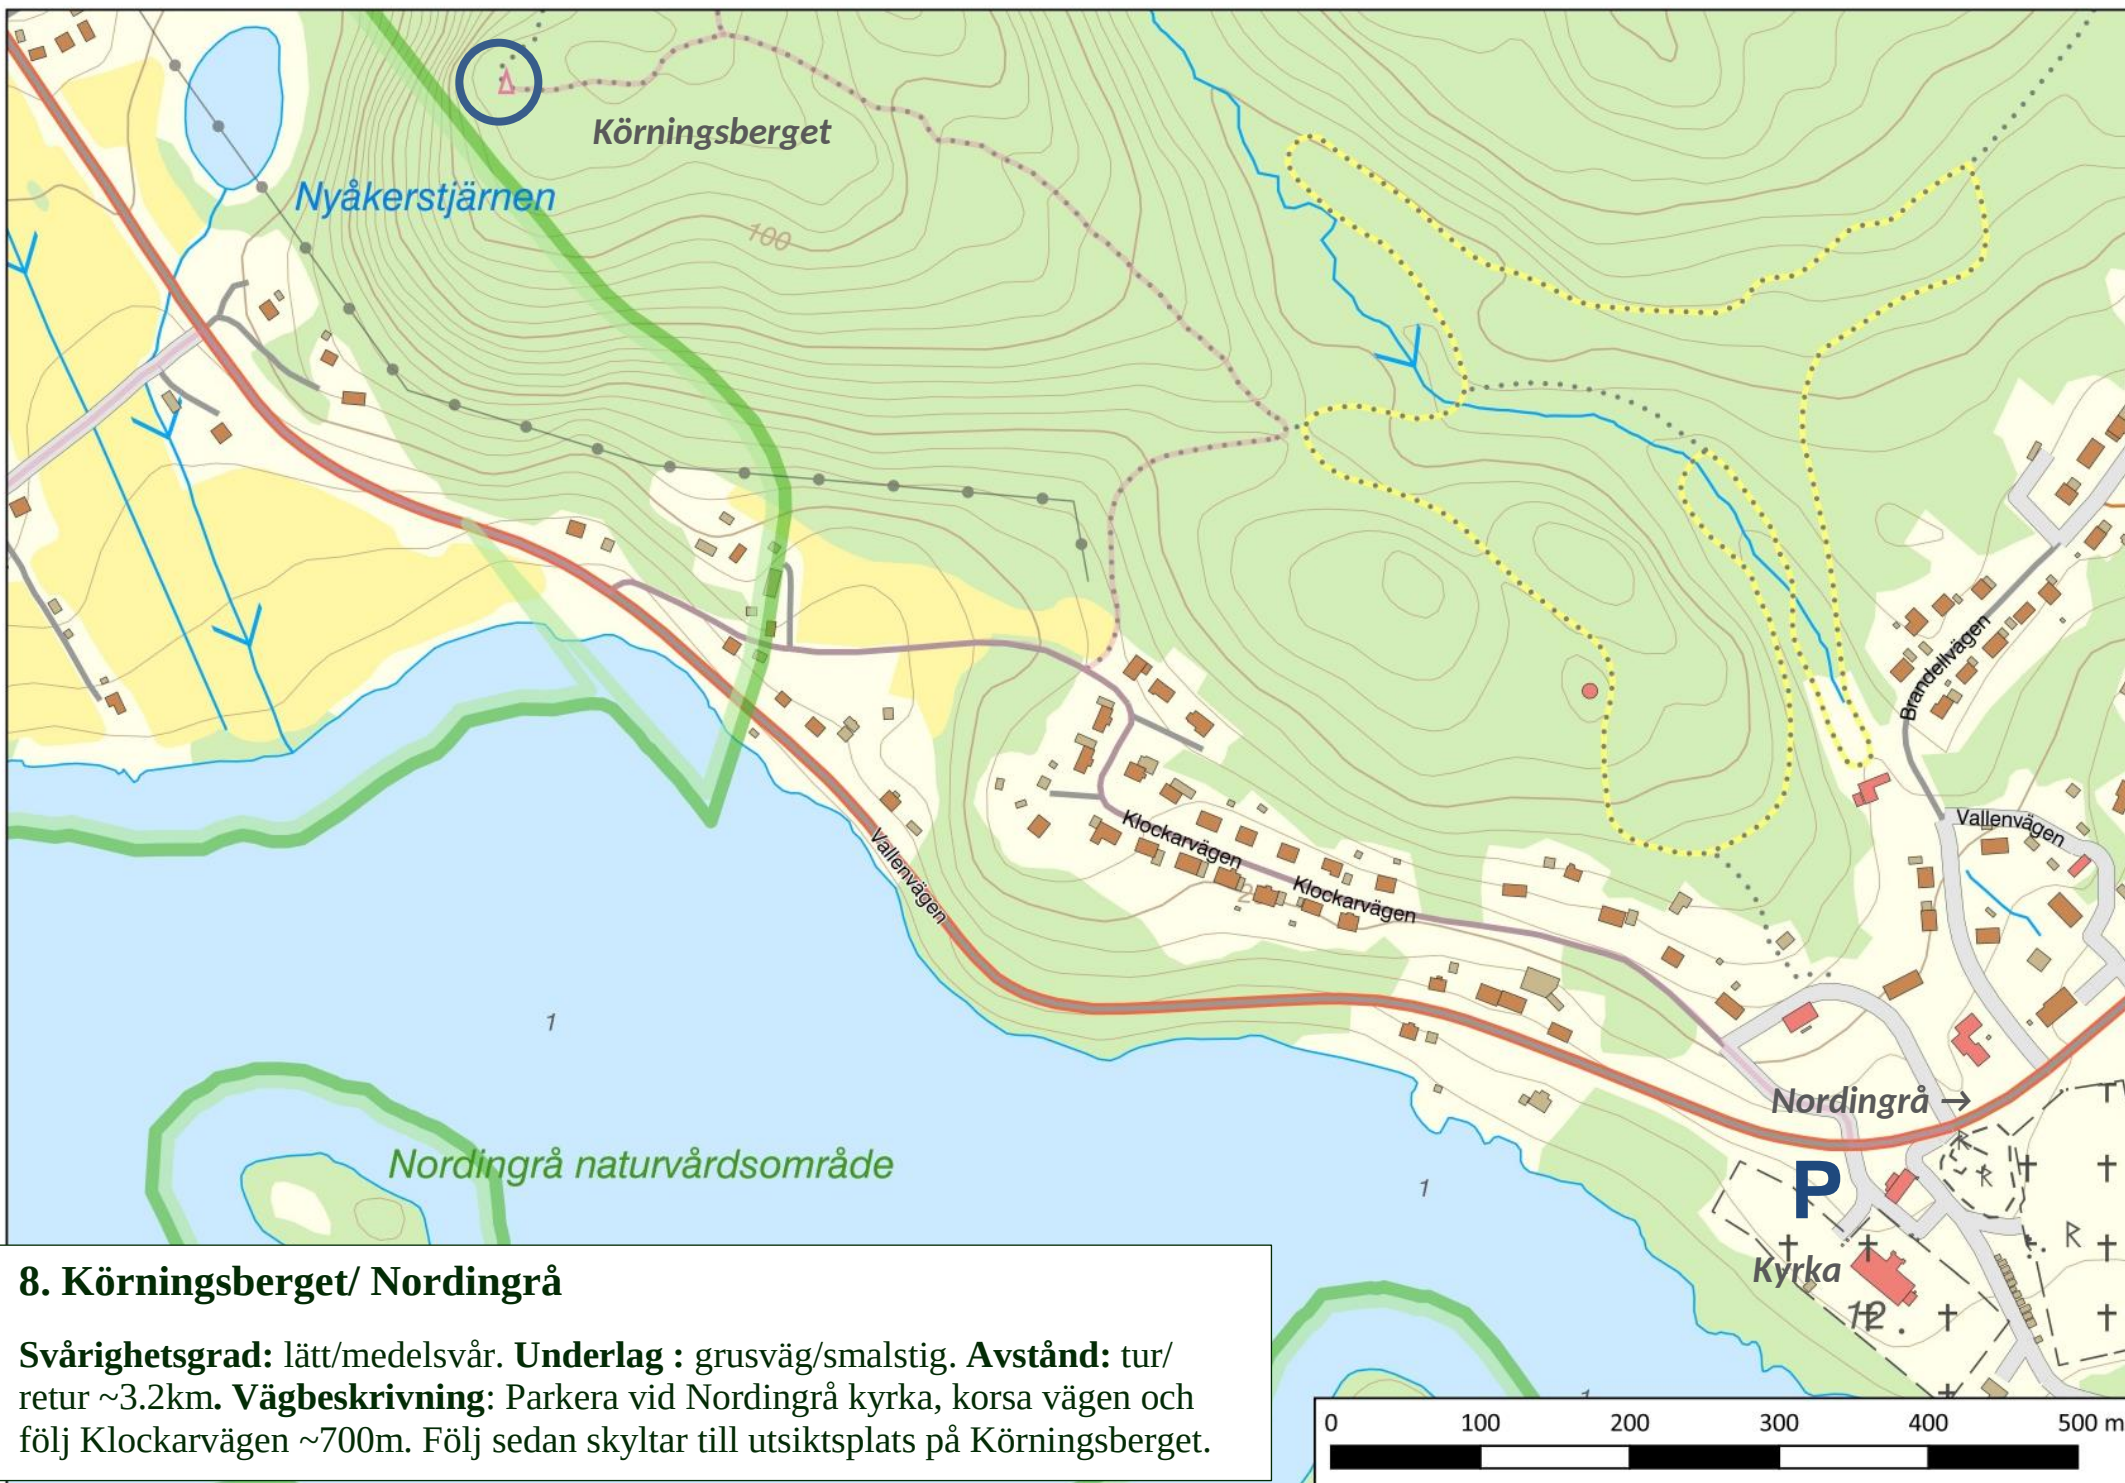 Körningsberget
Nyåkerstjärnen
100
Brandellvägen
Vallenvägen
Klockarvägen
Vallenvägen
Klockarvägen
2
1
Nordingrå →
Nordingrå naturvårdsområde
1
P
R
R
R
Kyrka
12
8. Körningsberget/ Nordingrå
Svårighetsgrad: lätt/medelsvår. Underlag : grusväg/smalstig. Avstånd: tur/
retur ~3.2km. Vägbeskrivning: Parkera vid Nordingrå kyrka, korsa vägen och
följ Klockarvägen ~700m. Följ sedan skyltar till utsiktsplats på Körningsberget.
1
0 100 200 300 400 500 m